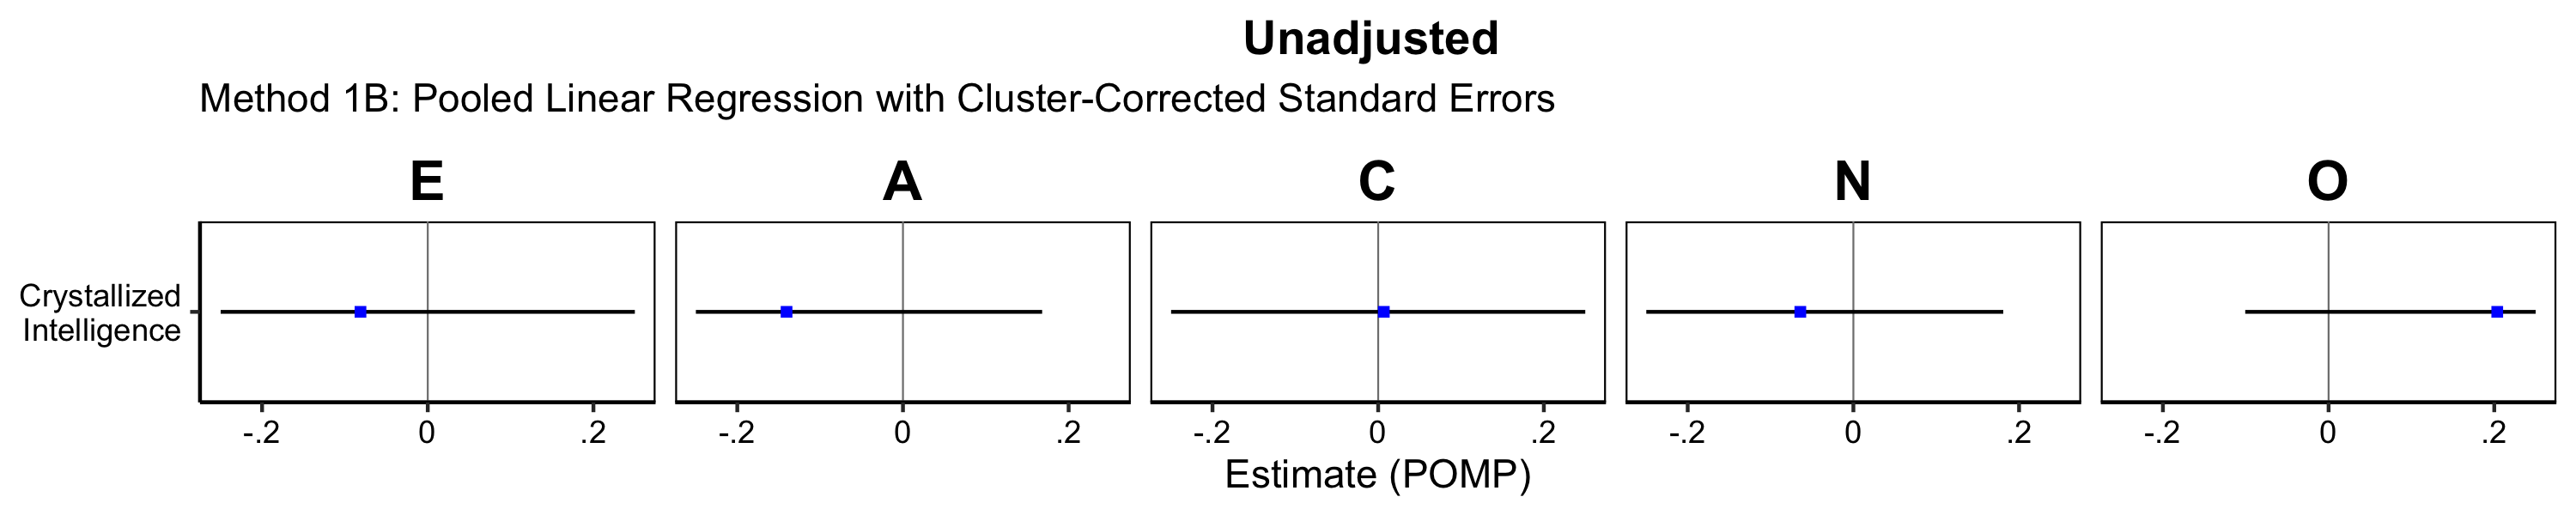 Unadjusted
Method 1B: Pooled Linear Regression with Cluster-Corrected Standard Errors
E A C N O
Crystallized
Intelligence
-.2 0 .2 -.2 0 .2 -.2 0 .2 -.2 0 .2 -.2 0 .2
Estimate (POMP)